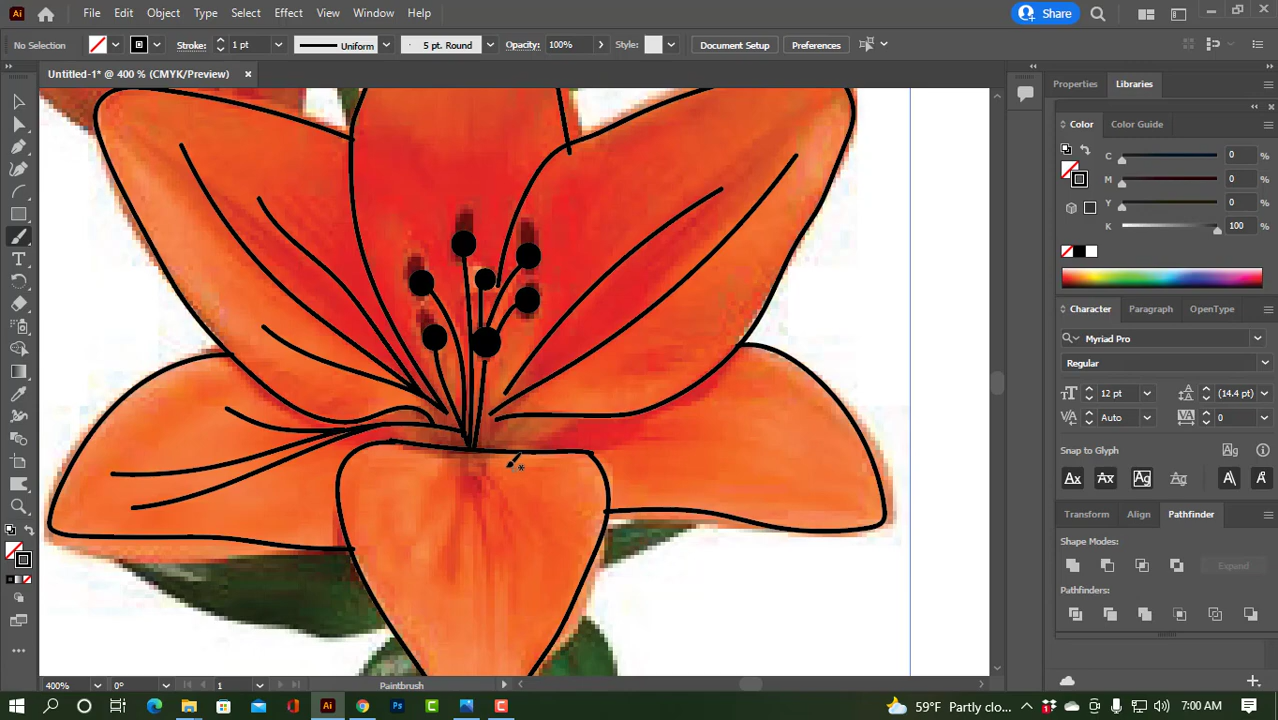 Ai File Edit Object Type Select Effect View Window Help Share
No Selection Stroke: 1 pt Uniform 5 pt. Round Opacity: 100% Style: Document Setup Preferences
Untitled-1* @ 400 % (CMYK/Preview)
Properties Libraries
Color Color Guide
C 0 %
M 0 %
Y 0 %
K 100 %
Character Paragraph OpenType
Myriad Pro
Regular
12 pt (14.4 pt)
Auto 0
Snap to Glyph
Transform Align Pathfinder
Shape Modes:
Expand
Pathfinders:
400% 0° 1 Paintbrush
59°F Partly clo... 7:00 AM